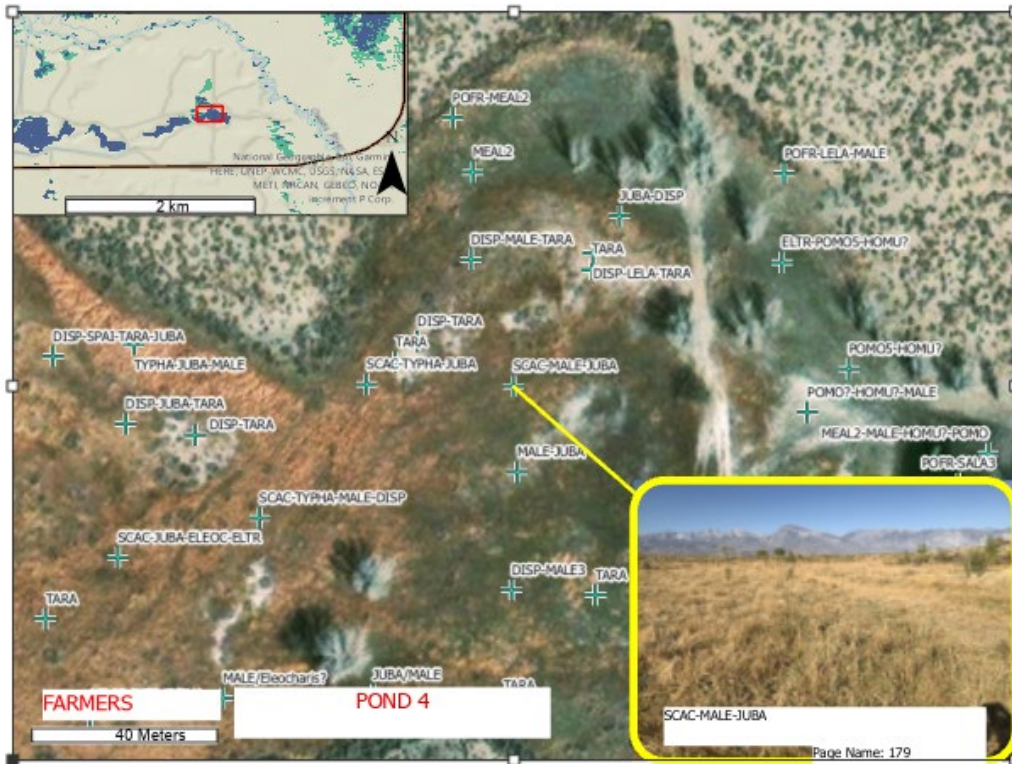 N
National Geographic, Esri, Garmin,
HERE, UNEP-WCMC, USGS, NASA, ES
METI, NRCAN, GEBCO, NO
increment P Corp.
2 km
POFR-MEAL2
MEAL2
POFR-LELA-MALE
JUBA-DISP
DISP-MALE-TARA
TARA
DISP-LELA-TARA
ELTR-POMO5-HOMU?
DISP-TARA
TARA
DISP-SPAI-TARA-JUBA
TYPHA-JUBA-MALE
SCAC-TYPHA-JUBA
SCAC-MALE-JUBA
POMO5-HOMU?
POMO?-HOMU?-MALE
DISP-JUBA-TARA
DISP-TARA
MEAL2-MALE-HOMU?-POMO
MALE-JUBA
POFR-SALA3
SCAC-TYPHA-MALE-DISP
SCAC-JUBA-ELEOC-ELTR
DISP-MALE3
TARA
TARA
MALE/Eleocharis?
JUBA/MALE
TARA
FARMERS
POND 4
40 Meters
SCAC-MALE-JUBA
Page Name: 179